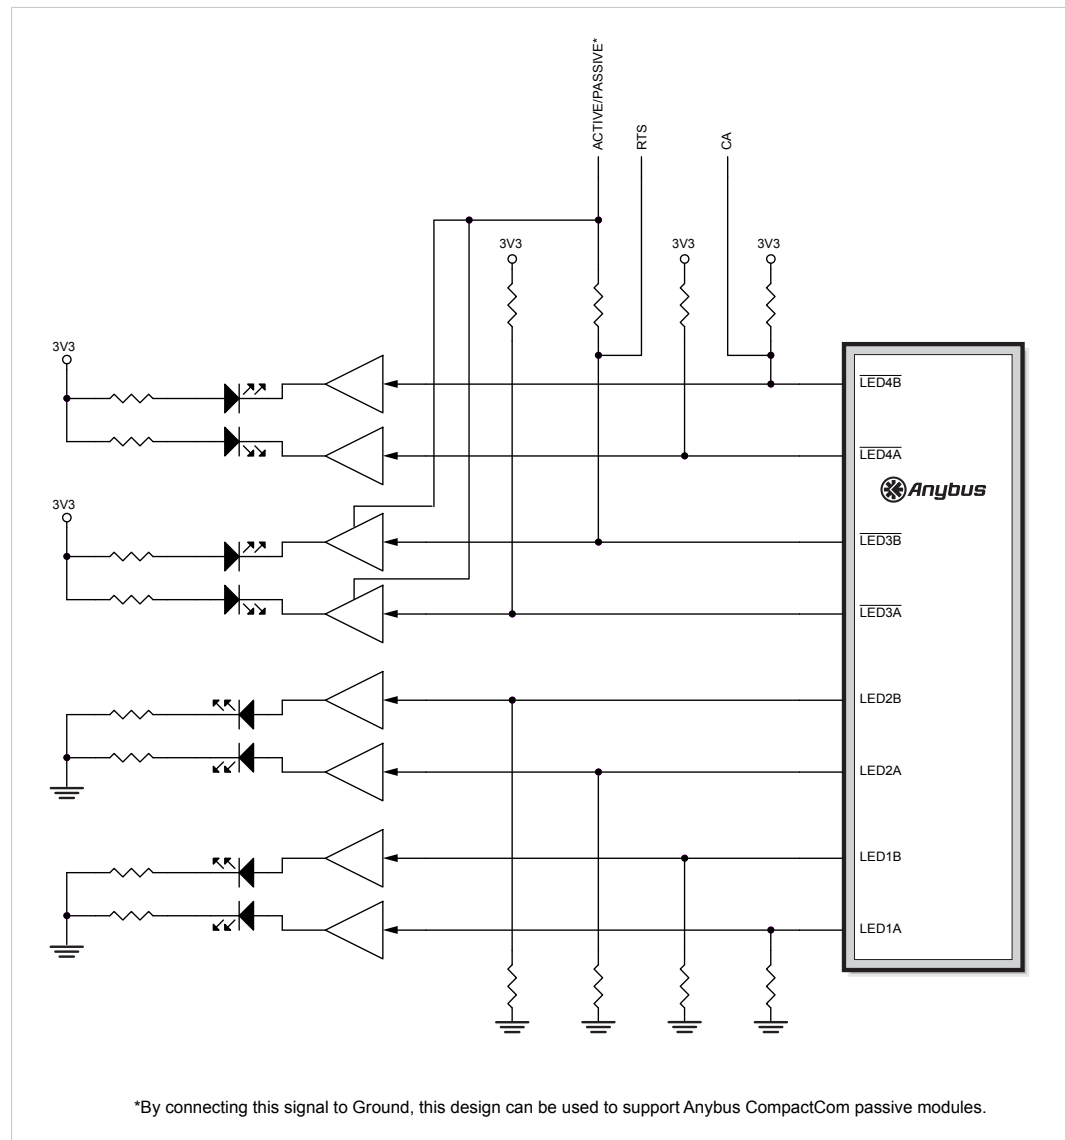 ACTIVE/PASSIVE*
RTS
CA
3V3
3V3
3V3
3V3
LED4B
LED4A
Anybus
3V3
LED3B
LED3A
LED2B
LED2A
LED1B
LED1A
*By connecting this signal to Ground, this design can be used to support Anybus CompactCom passive modules.